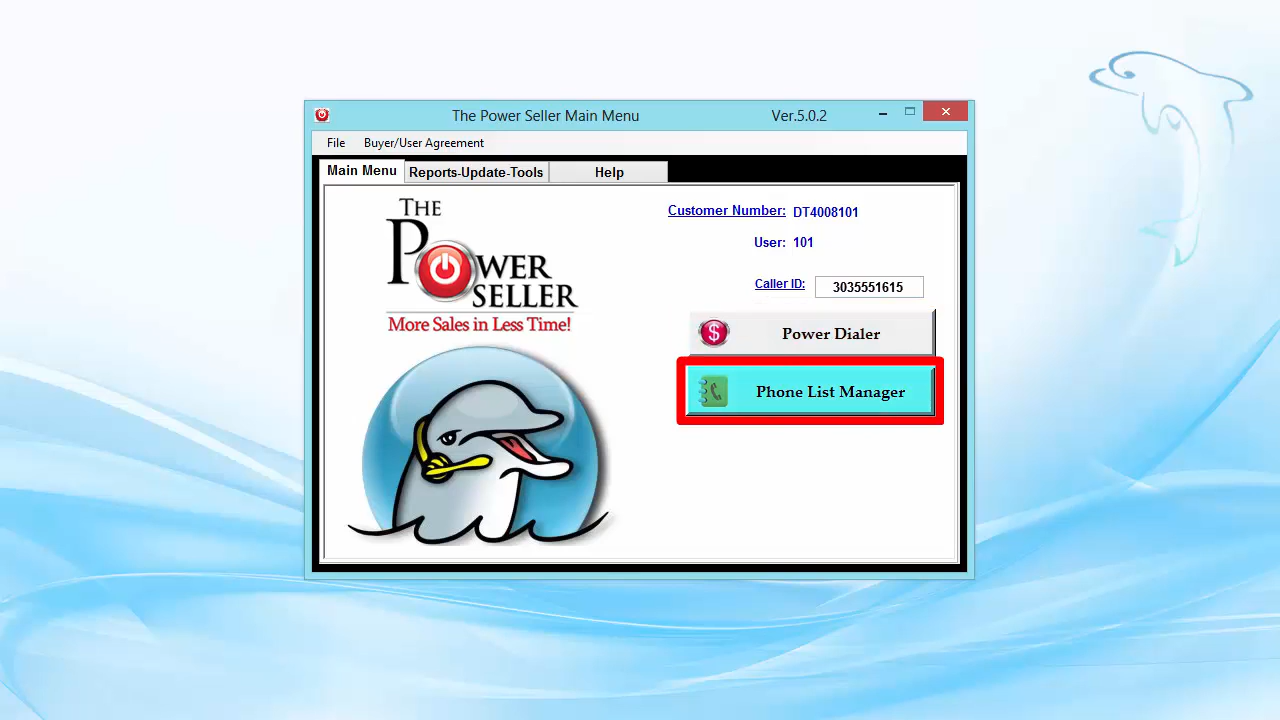 The Power Seller Main Menu Ver.5.0.2
File Buyer/User Agreement
Main Menu Reports-Update-Tools Help
THE
POWER
SELLER
More Sales in Less Time!
Customer Number: DT4008101
User: 101
Caller ID: 3035551615
$ Power Dialer
Phone List Manager